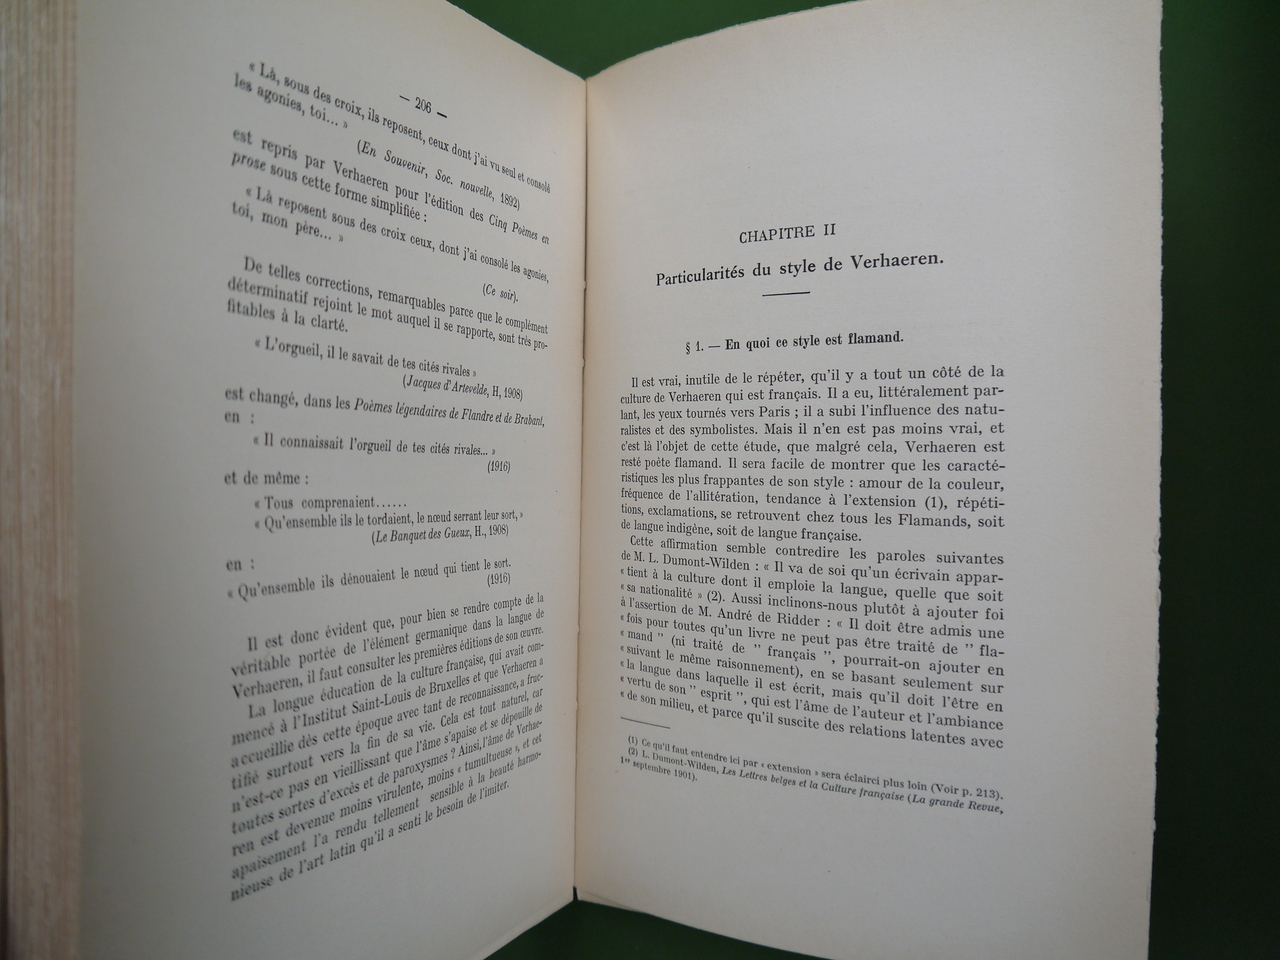 — 206 —
« Là, sous des croix, ils reposent, ceux dont j'ai vu seul et consolé
les agonies, toi... »
(En Souvenir, Soc. nouvelle, 1892)
est repris par Verhaeren pour l'édition des Cinq Poèmes en
prose sous cette forme simplifiée :
« Là reposent sous des croix ceux, dont j'ai consolé les agonies,
toi, mon père... »
(Ce soir).
De telles corrections, remarquables parce que le complément
déterminatif rejoint le mot auquel il se rapporte, sont très pro-
fitables à la clarté.
« L'orgueil, il le savait de tes cités rivales »
(Jacques d'Artevelde, H, 1908)
est changé, dans les Poèmes légendaires de Flandre et de Brabant,
en :
« Il connaissait l'orgueil de tes cités rivales... »
(1916)
et de même :
« Tous comprenaient......
« Qu'ensemble ils le tordaient, le nœud serrant leur sort, »
(Le Banquet des Gueux, H., 1908)
en :
« Qu'ensemble ils dénouaient le nœud qui tient le sort.
(1916)
Il est donc évident que, pour bien se rendre compte de la
véritable portée de l'élément germanique dans la langue de
Verhaeren, il faut consulter les premières éditions de son œuvre.
La longue éducation de la culture française, qui avait com-
mencé à l'Institut Saint-Louis de Bruxelles et que Verhaeren a
accueillie dès cette époque avec tant de reconnaissance, a fruc-
tifié surtout vers la fin de sa vie. Cela est tout naturel, car
n'est-ce pas en vieillissant que l'âme s'apaise et se dépouille de
toutes sortes d'excès et de paroxysmes ? Ainsi, l'âme de Verhae-
ren est devenue moins virulente, moins « tumultueuse », et cet
apaisement l'a rendu tellement sensible à la beauté harmo-
nieuse de l'art latin qu'il a senti le besoin de l'imiter.
CHAPITRE II
Particularités du style de Verhaeren.
§ 1. — En quoi ce style est flamand.
Il est vrai, inutile de le répéter, qu'il y a tout un côté de la
culture de Verhaeren qui est français. Il a eu, littéralement par-
lant, les yeux tournés vers Paris ; il a subi l'influence des natu-
ralistes et des symbolistes. Mais il n'en est pas moins vrai, et
c'est là l'objet de cette étude, que malgré cela, Verhaeren est
resté poète flamand. Il sera facile de montrer que les caracté-
ristiques les plus frappantes de son style : amour de la couleur,
fréquence de l'allitération, tendance à l'extension (1), répéti-
tions, exclamations, se retrouvent chez tous les Flamands, soit
de langue indigène, soit de langue française.
Cette affirmation semble contredire les paroles suivantes
de M. L. Dumont-Wilden : « Il va de soi qu'un écrivain appar-
« tient à la culture dont il emploie la langue, quelle que soit
« sa nationalité » (2). Aussi inclinons-nous plutôt à ajouter foi
à l'assertion de M. André de Ridder : « Il doit être admis une
« fois pour toutes qu'un livre ne peut pas être traité de " fla-
« mand " (ni traité de " français ", pourrait-on ajouter en
« suivant le même raisonnement), en se basant seulement sur
« la langue dans laquelle il est écrit, mais qu'il doit l'être en
« vertu de son " esprit ", qui est l'âme de l'auteur et l'ambiance
« de son milieu, et parce qu'il suscite des relations latentes avec
(1) Ce qu'il faut entendre ici par « extension » sera éclairci plus loin (Voir p. 213).
(2) L. Dumont-Wilden, Les Lettres belges et la Culture française (La grande Revue,
1er septembre 1901).